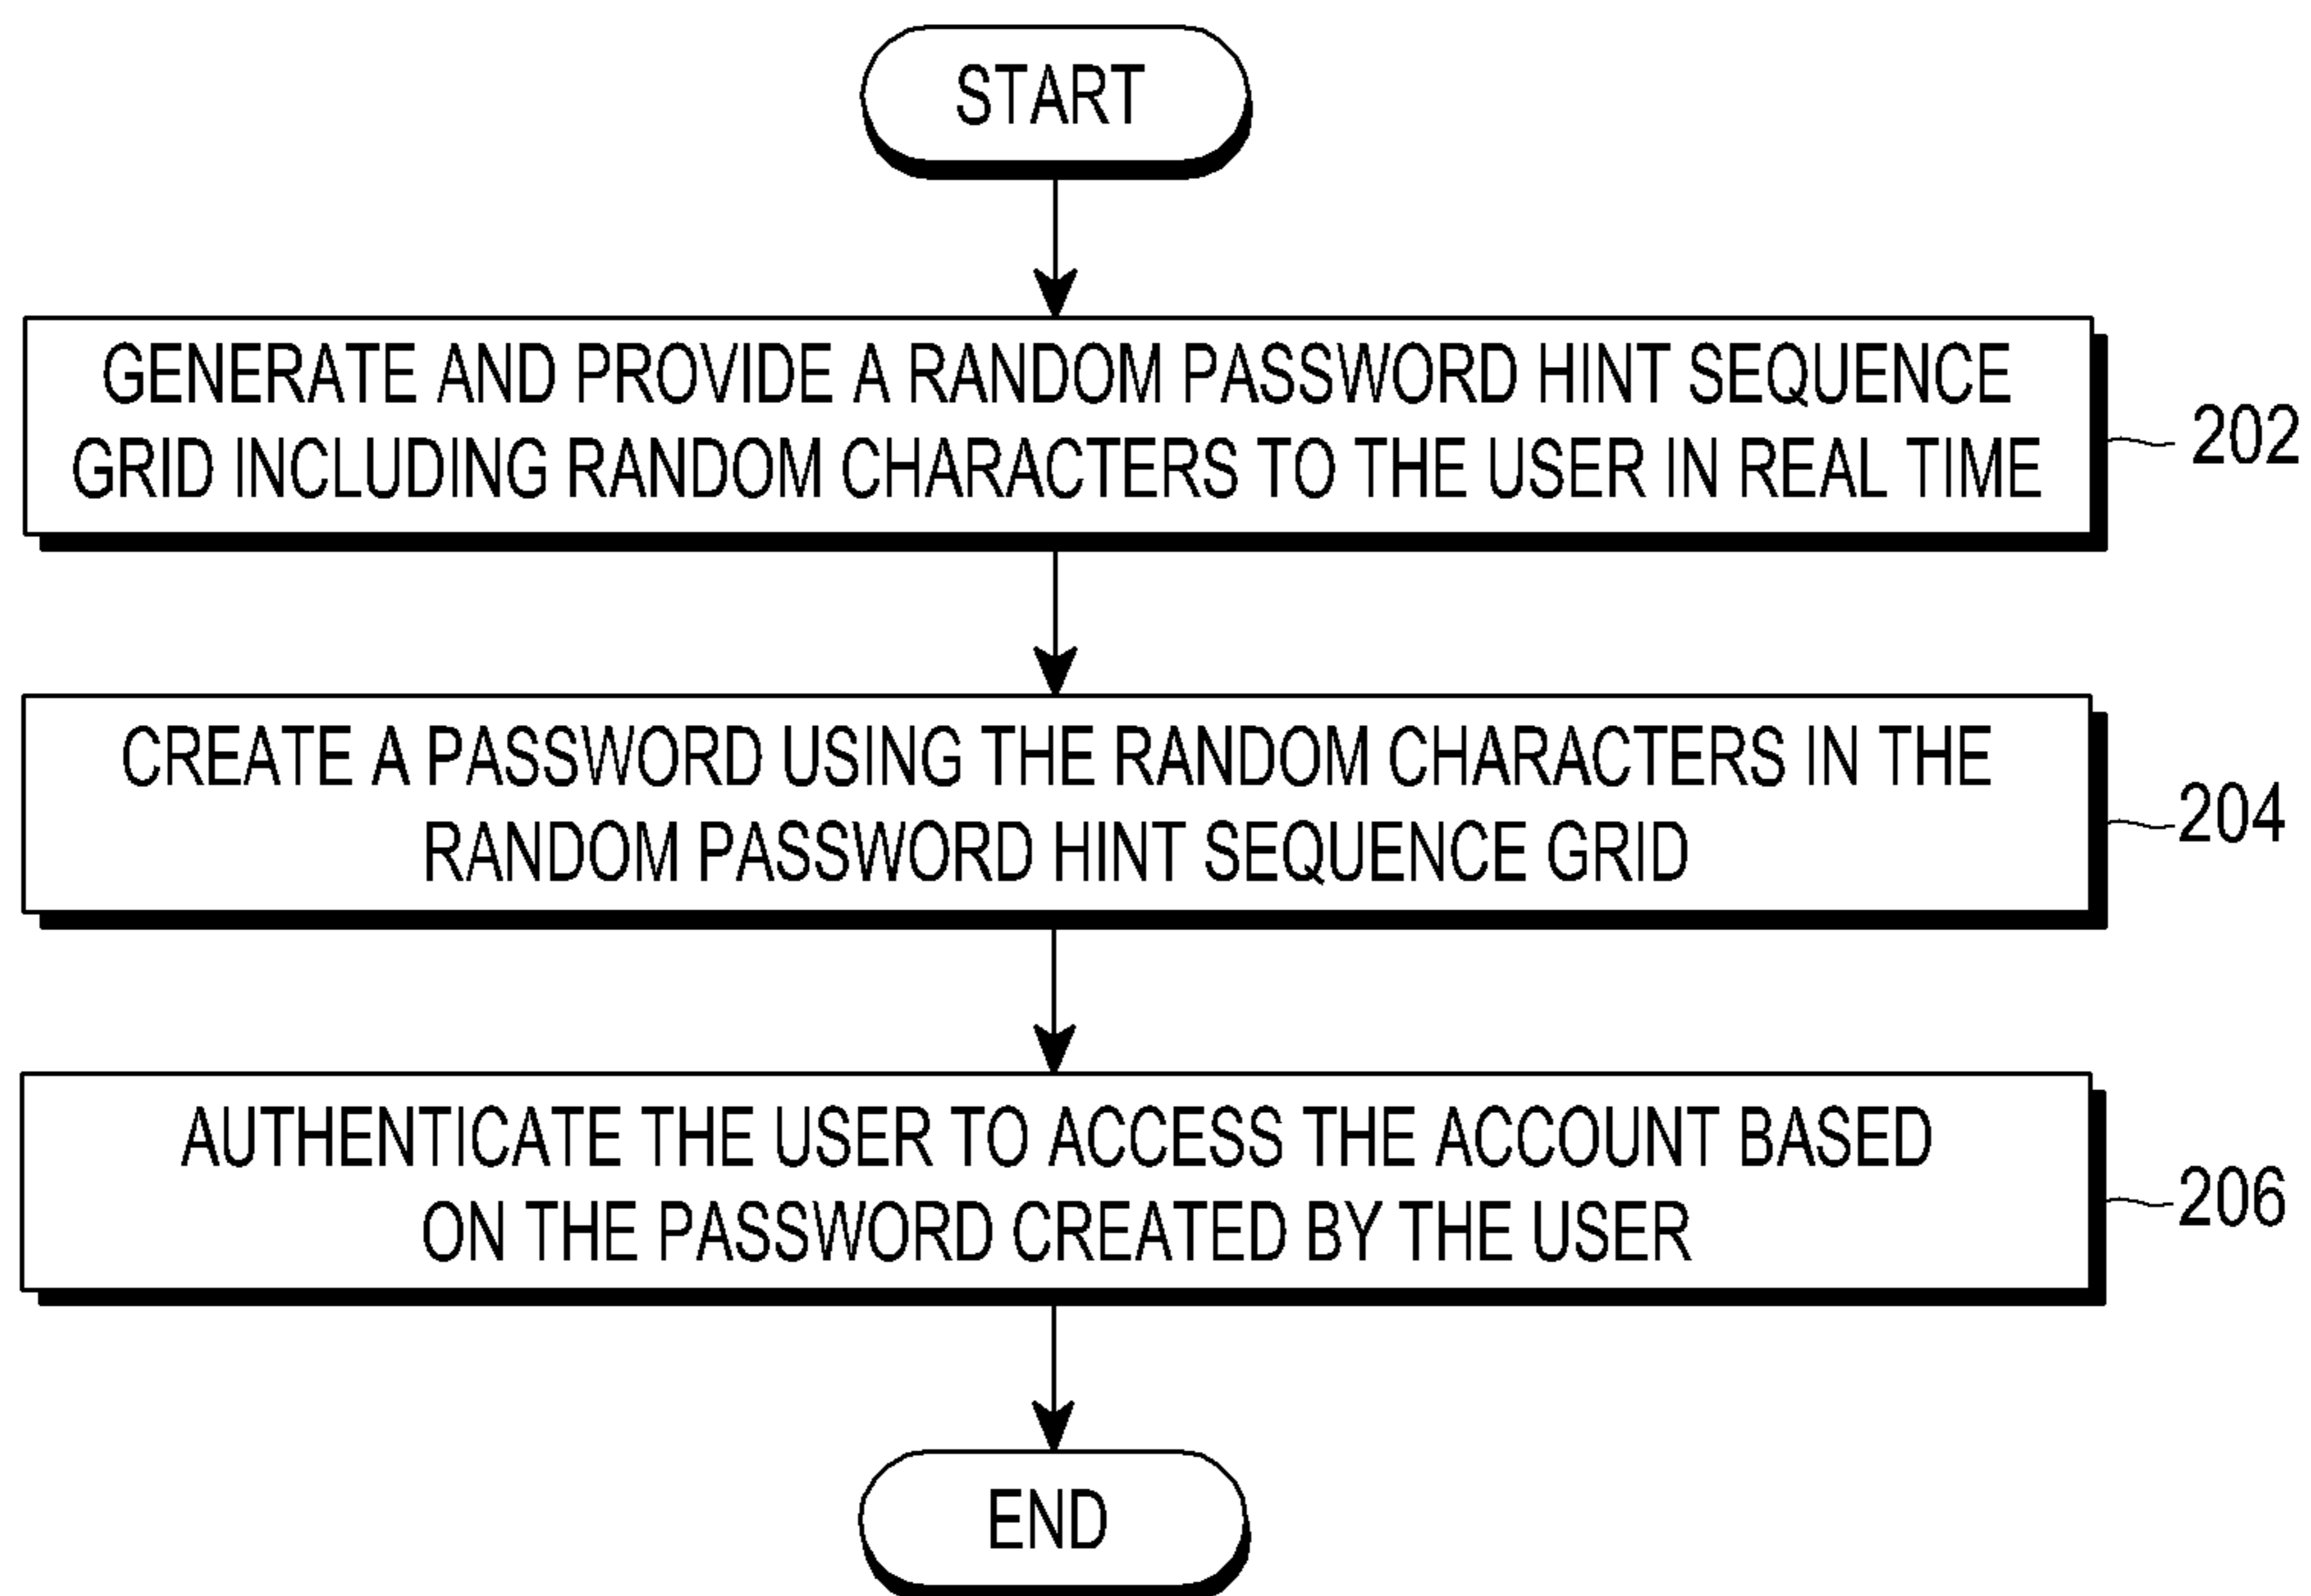 START
GENERATE AND PROVIDE A RANDOM PASSWORD HINT SEQUENCE
GRID INCLUDING RANDOM CHARACTERS TO THE USER IN REAL TIME
202
CREATE A PASSWORD USING THE RANDOM CHARACTERS IN THE
RANDOM PASSWORD HINT SEQUENCE GRID
204
AUTHENTICATE THE USER TO ACCESS THE ACCOUNT BASED
ON THE PASSWORD CREATED BY THE USER
206
END